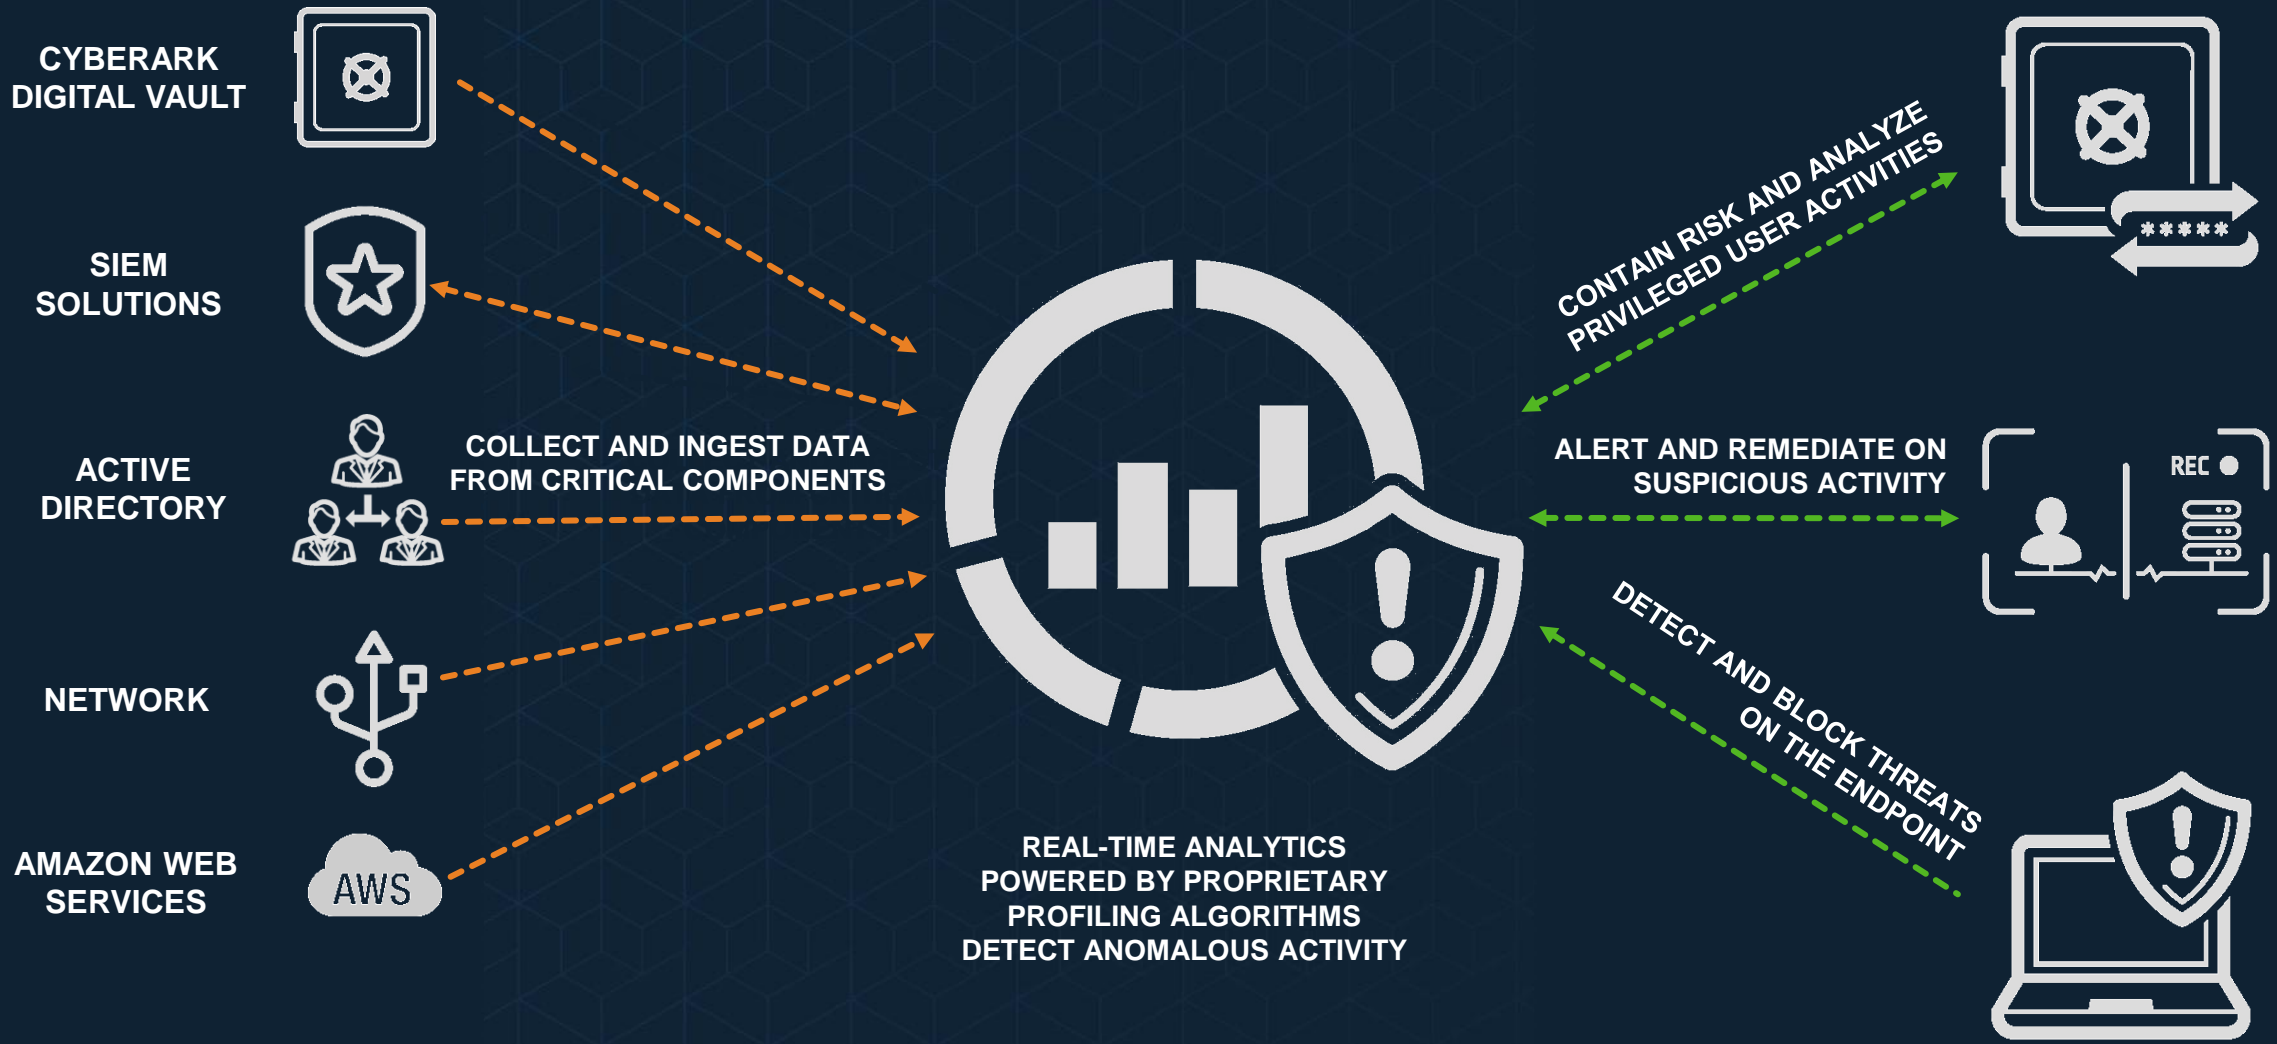 CYBERARK
DIGITAL VAULT
SIEM
SOLUTIONS
ACTIVE
DIRECTORY
NETWORK
AMAZON WEB
SERVICES
AWS
COLLECT AND INGEST DATA
FROM CRITICAL COMPONENTS
REAL-TIME ANALYTICS
POWERED BY PROPRIETARY
PROFILING ALGORITHMS
DETECT ANOMALOUS ACTIVITY
CONTAIN RISK AND ANALYZE
PRIVILEGED USER ACTIVITIES
*****
ALERT AND REMEDIATE ON
SUSPICIOUS ACTIVITY
REC
DETECT AND BLOCK THREATS
ON THE ENDPOINT